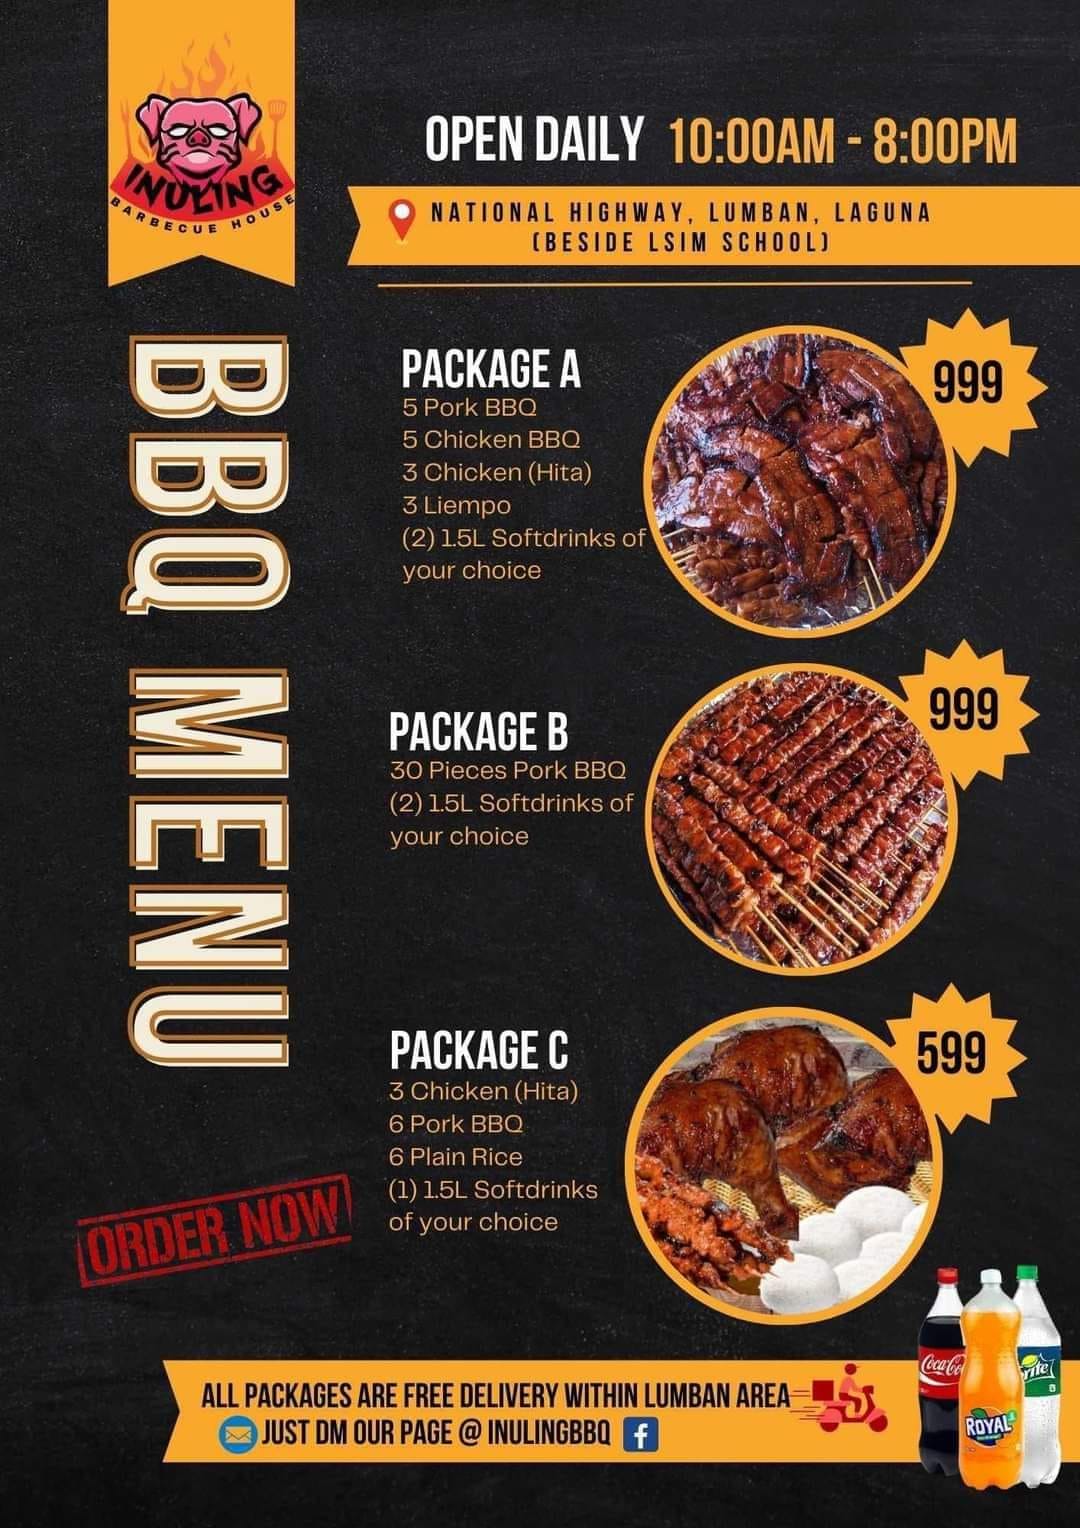 INULING
BARBECUE HOUSE
OPEN DAILY 10:00AM - 8:00PM
NATIONAL HIGHWAY, LUMBAN, LAGUNA
(BESIDE LSIM SCHOOL)
BBQ MENU
PACKAGE A
5 Pork BBQ
5 Chicken BBQ
3 Chicken (Hita)
3 Liempo
(2) 1.5L Softdrinks of
your choice
999
PACKAGE B
30 Pieces Pork BBQ
(2) 1.5L Softdrinks of
your choice
999
PACKAGE C
3 Chicken (Hita)
6 Pork BBQ
6 Plain Rice
(1) 1.5L Softdrinks
of your choice
599
ORDER NOW
ALL PACKAGES ARE FREE DELIVERY WITHIN LUMBAN AREA
JUST DM OUR PAGE @ INULINGBBQ
f
Coca-Co
ROYAL
rite